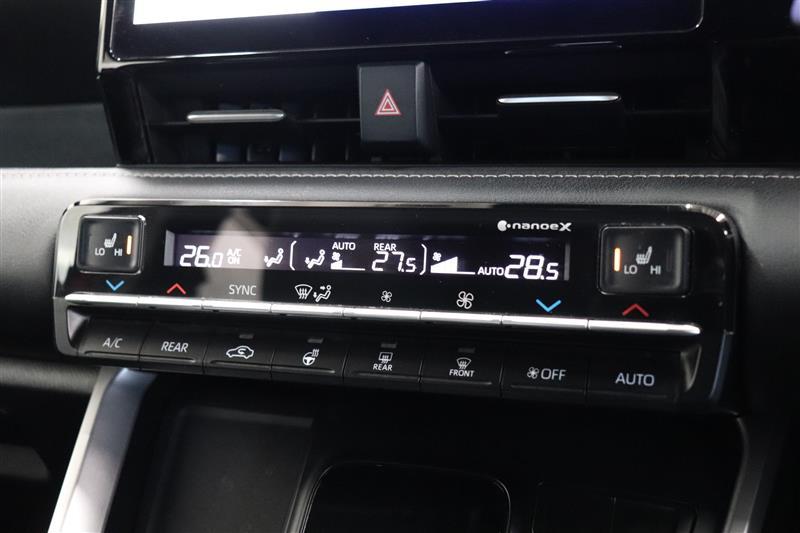 nanoeX
LO HI
26.0 A/C ON AUTO REAR 27.5 AUTO 28.5
LO HI
SYNC
A/C REAR REAR FRONT OFF AUTO